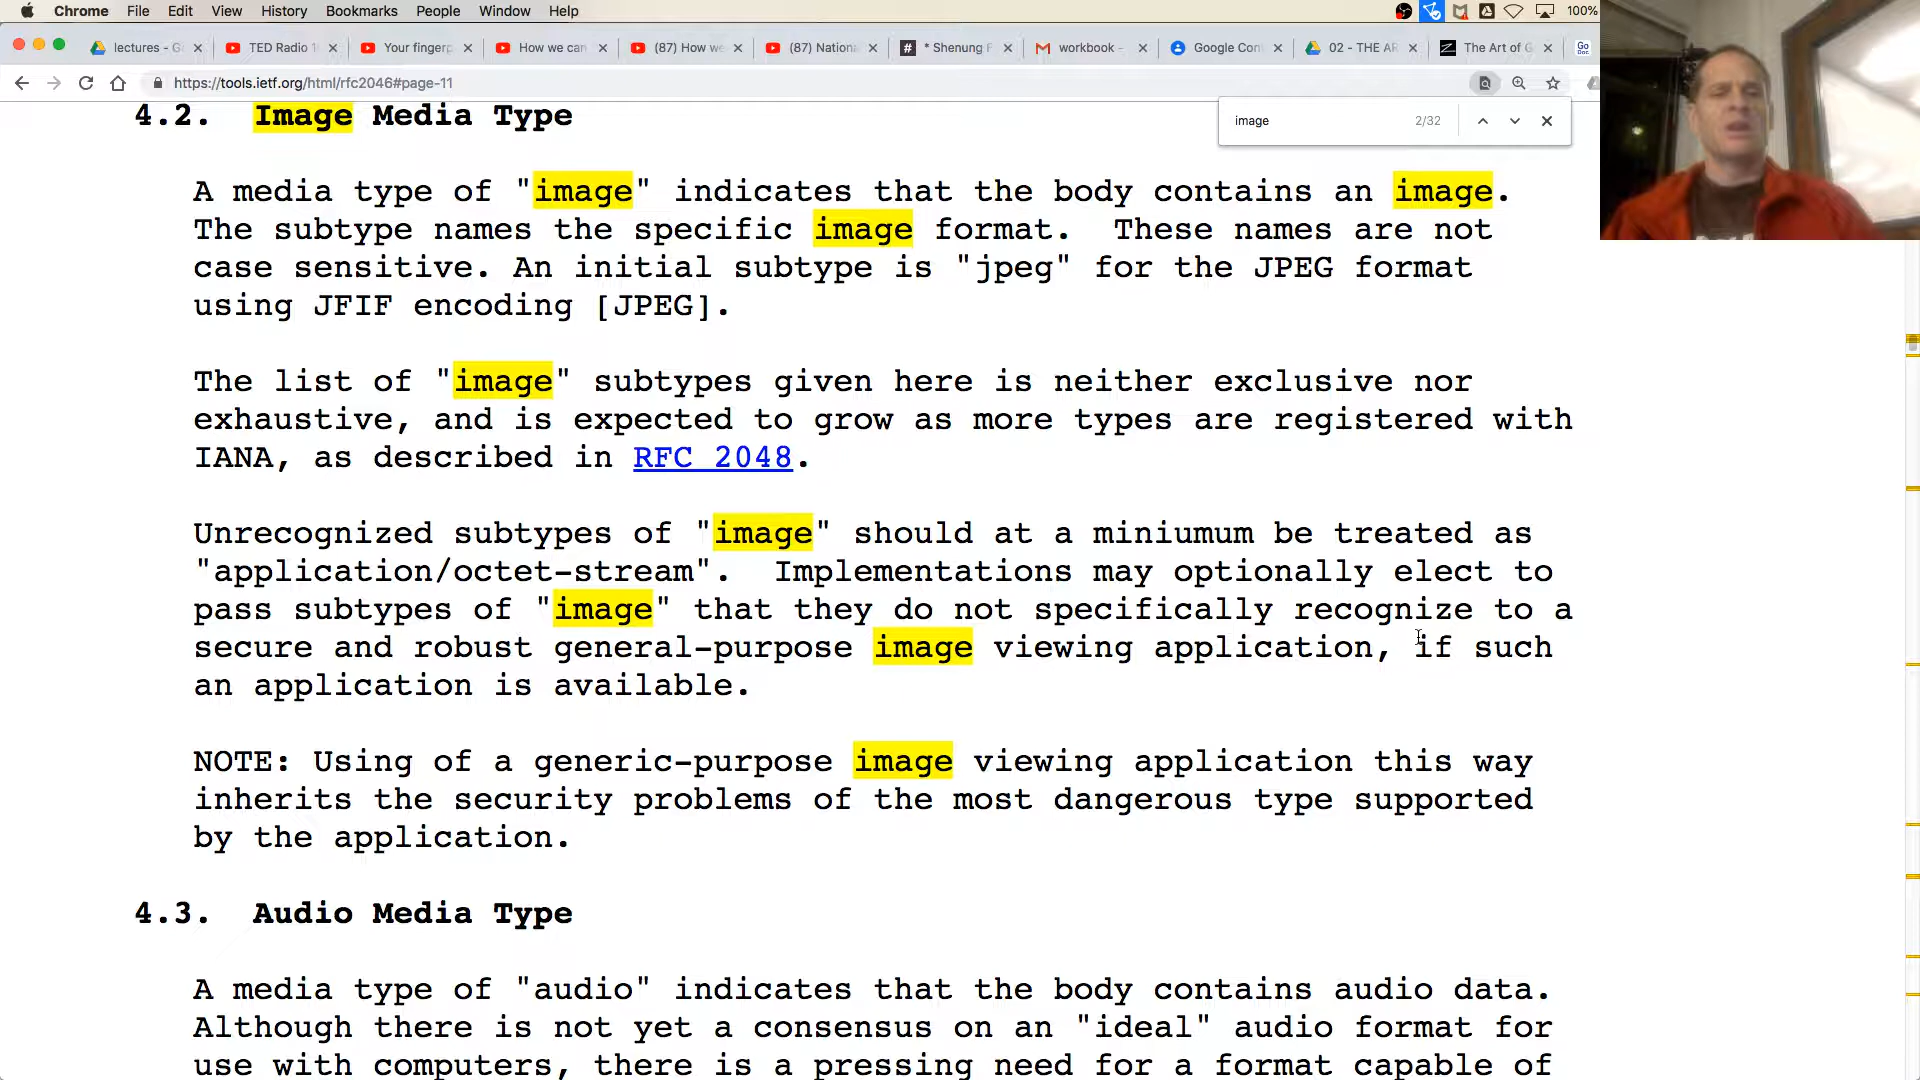 Chrome File Edit View History Bookmarks People Window Help 100%
lectures - G TED Radio 1 Your fingerp How we can (87) How we (87) Nationa * Shenung F workbook - Google Con 02 - THE AR The Art of G Go Doc
https://tools.ietf.org/html/rfc2046#page-11
image 2/32
4.2. Image Media Type
A media type of "image" indicates that the body contains an image.
The subtype names the specific image format. These names are not
case sensitive. An initial subtype is "jpeg" for the JPEG format
using JFIF encoding [JPEG].
The list of "image" subtypes given here is neither exclusive nor
exhaustive, and is expected to grow as more types are registered with
IANA, as described in RFC 2048.
Unrecognized subtypes of "image" should at a miniumum be treated as
"application/octet-stream". Implementations may optionally elect to
pass subtypes of "image" that they do not specifically recognize to a
secure and robust general-purpose image viewing application, if such
an application is available.
NOTE: Using of a generic-purpose image viewing application this way
inherits the security problems of the most dangerous type supported
by the application.
4.3. Audio Media Type
A media type of "audio" indicates that the body contains audio data.
Although there is not yet a consensus on an "ideal" audio format for
use with computers, there is a pressing need for a format capable of